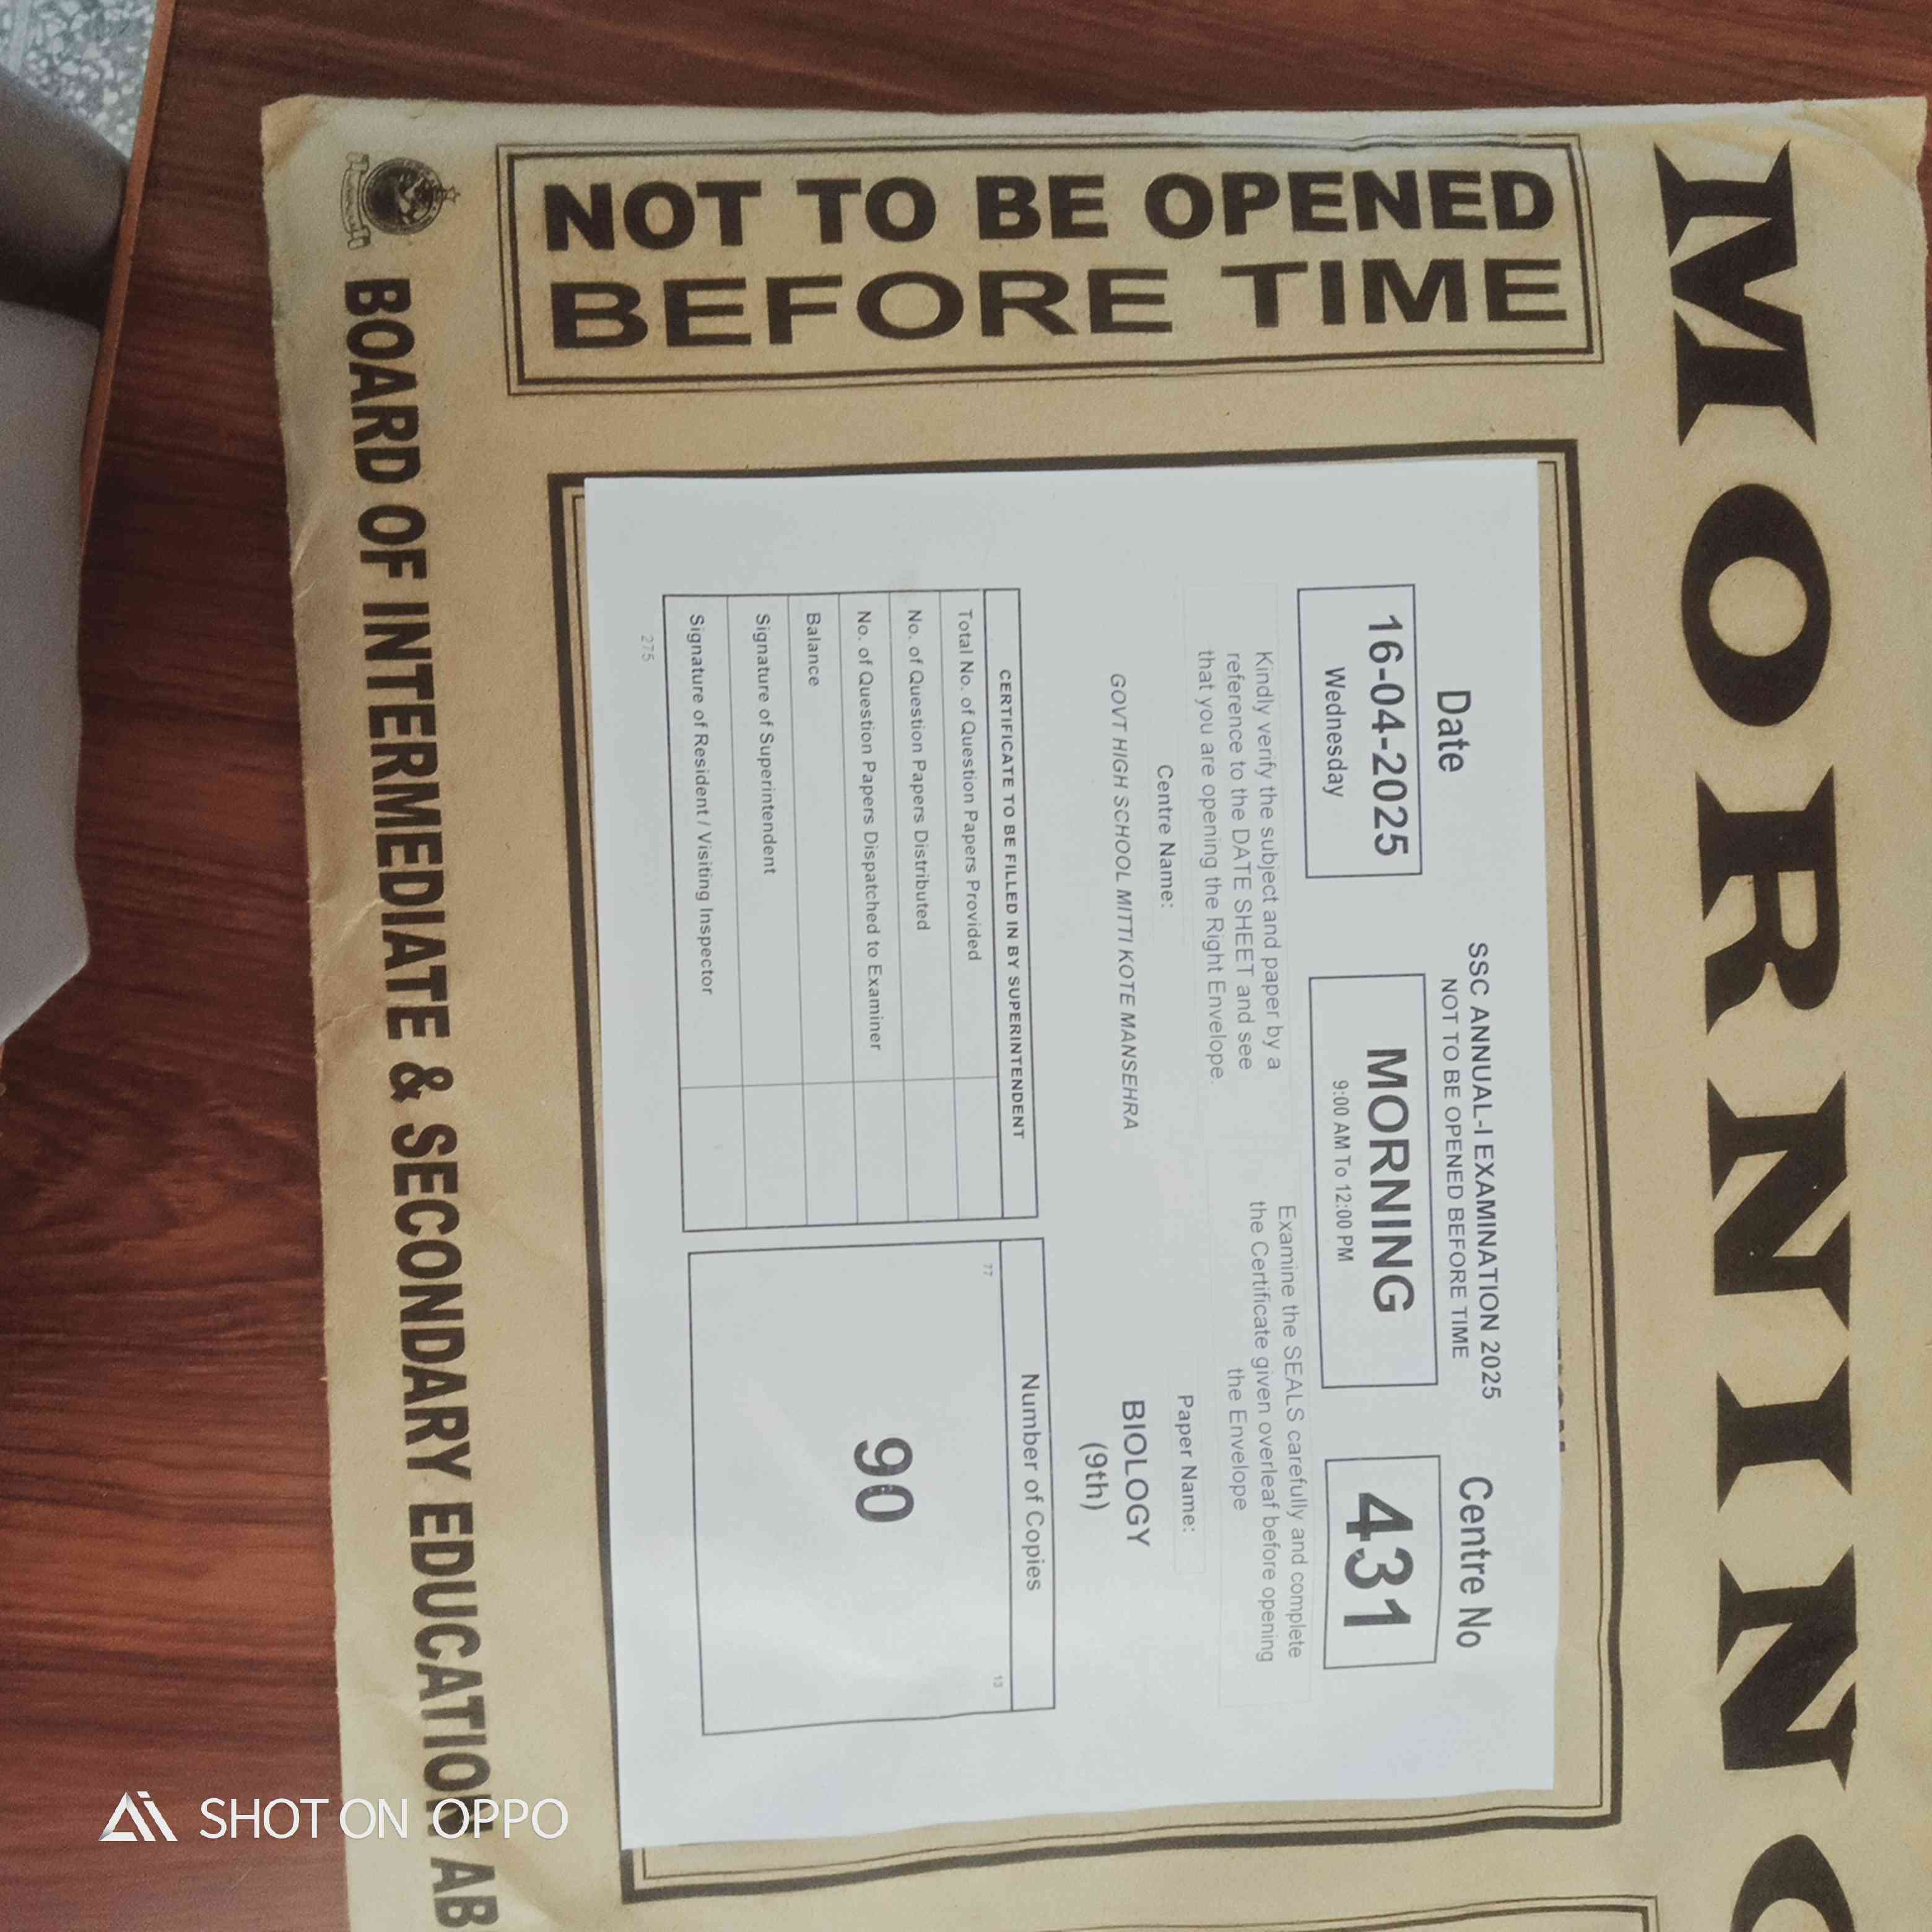 MORNING
NOT TO BE OPENED
BEFORE TIME
SSC ANNUAL-I EXAMINATION 2025
NOT TO BE OPENED BEFORE TIME
Date
16-04-2025
Wednesday
MORNING
9:00 AM To 12:00 PM
Centre No
431
Kindly verify the subject and paper by a
reference to the DATE SHEET and see
that you are opening the Right Envelope.
Examine the SEALS carefully and complete
the Certificate given overleaf before opening
the Envelope
Centre Name:
GOVT HIGH SCHOOL MITTI KOTE MANSEHRA
Paper Name:
BIOLOGY
(9th)
CERTIFICATE TO BE FILLED IN BY SUPERINTENDENT
Total No. of Question Papers Provided
No. of Question Papers Distributed
No. of Question Papers Dispatched to Examiner
Balance
Signature of Superintendent
Signature of Resident / Visiting Inspector
275
Number of Copies
77
13
90
BOARD OF INTERMEDIATE & SECONDARY EDUCATION AB
SHOT ON OPPO